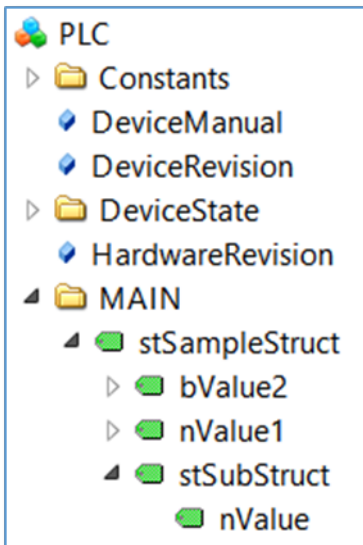 PLC
Constants
DeviceManual
DeviceRevision
DeviceState
HardwareRevision
MAIN
stSampleStruct
bValue2
nValue1
stSubStruct
nValue